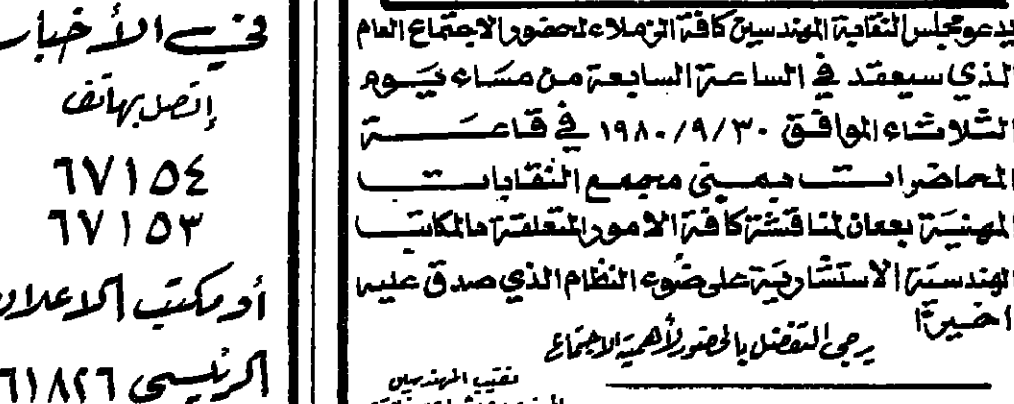 يدعو مجلس النقابة المهندسين كافة الزملاء لحضور الاجتماع العام
الذي سيعقد في الساعة السابعة من مساء يوم
الثلاثاء الموافق ١٩٨٠/٩/٣٠ في قاعة
المحاضرات بمبنى مجمع النقابات
المهنية بعمان لمناقشة كافة الامور المتعلقة بالمكاتب
الهندسية الاستشارية على ضوء النظام الذي صدق عليه
اخيراً
يرجى التفضل بالحضور لأهمية الاجتماع
نقيب المهندسين
في الأخبار
إتصل بهاتف
٦٧١٥٤
٦٧١٥٣
أو مكتب الاعلان
الرئيسي ٦١٨٢٦